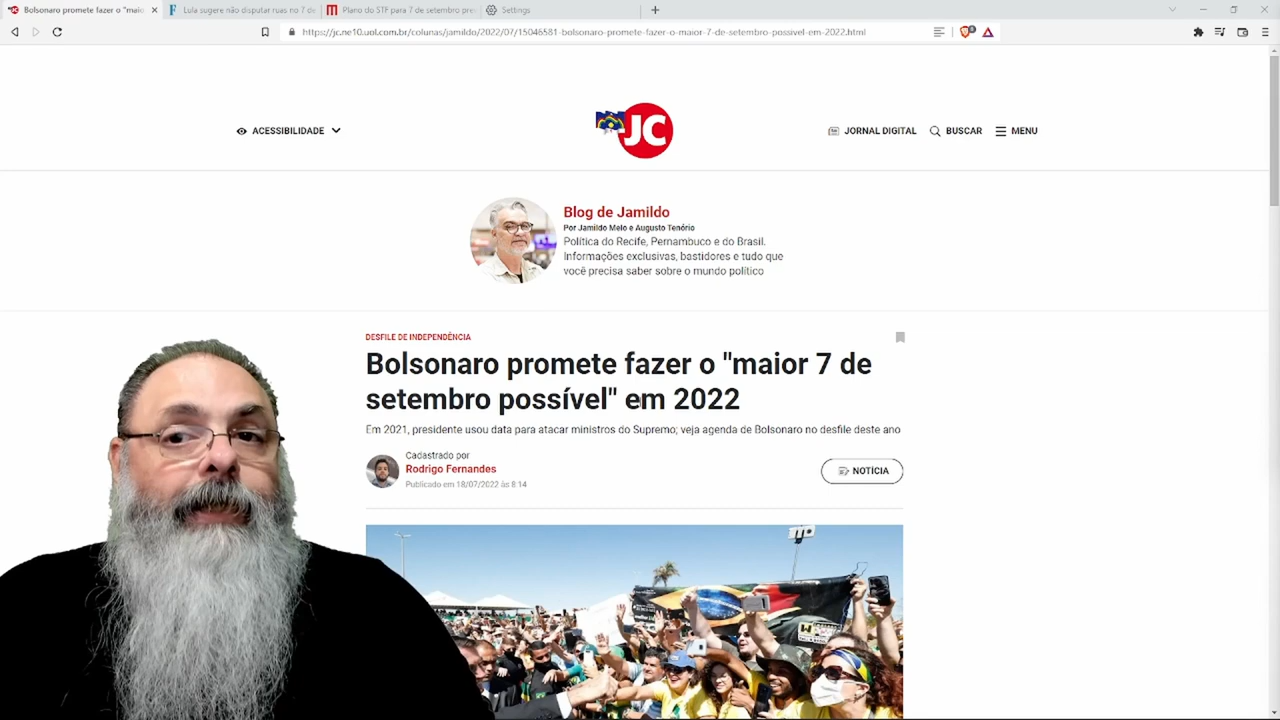 Bolsonaro promete fazer o "maio
Lula sugere não disputar ruas no 7 de
Plano do STF para 7 de setembro pre
Settings
https://jc.ne10.uol.com.br/colunas/jamildo/2022/07/15046581-bolsonaro-promete-fazer-o-maior-7-de-setembro-possivel-em-2022.html
ACESSIBILIDADE
JC
JORNAL DIGITAL
BUSCAR
MENU
Blog de Jamildo
Por Jamildo Melo e Augusto Tenório
Política do Recife, Pernambuco e do Brasil.
Informações exclusivas, bastidores e tudo que
você precisa saber sobre o mundo político
DESFILE DE INDEPENDÊNCIA
Bolsonaro promete fazer o "maior 7 de
setembro possível" em 2022
Em 2021, presidente usou data para atacar ministros do Supremo; veja agenda de Bolsonaro no desfile deste ano
Cadastrado por
Rodrigo Fernandes
Publicado em 18/07/2022 às 8:14
NOTÍCIA